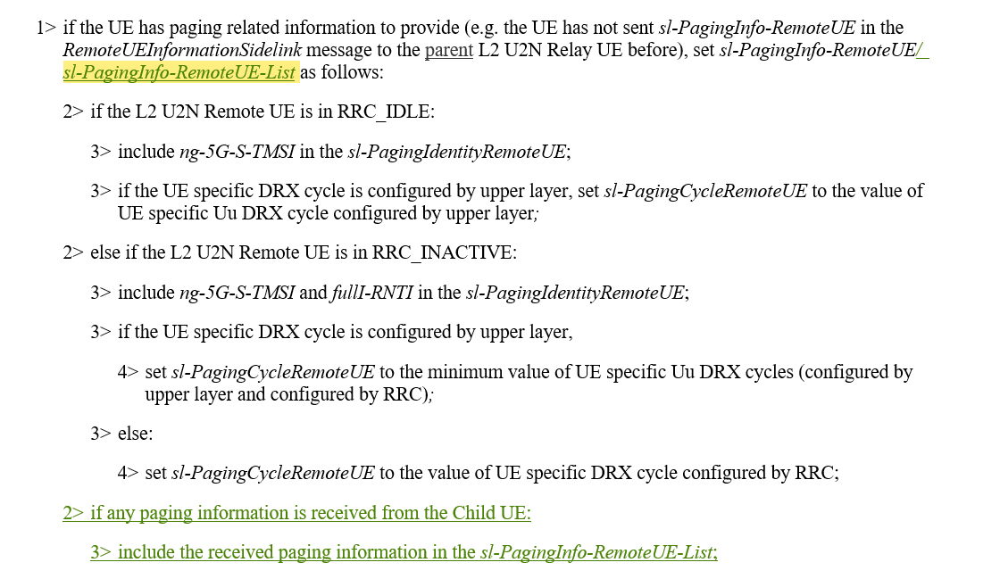 1> if the UE has paging related information to provide (e.g. the UE has not sent sl-PagingInfo-RemoteUE in the
RemoteUEInformationSidelink message to the parent L2 U2N Relay UE before), set sl-PagingInfo-RemoteUE/
sl-PagingInfo-RemoteUE-List as follows:
2> if the L2 U2N Remote UE is in RRC_IDLE:
3> include ng-5G-S-TMSI in the sl-PagingIdentityRemoteUE;
3> if the UE specific DRX cycle is configured by upper layer, set sl-PagingCycleRemoteUE to the value of
UE specific Uu DRX cycle configured by upper layer;
2> else if the L2 U2N Remote UE is in RRC_INACTIVE:
3> include ng-5G-S-TMSI and fullI-RNTI in the sl-PagingIdentityRemoteUE;
3> if the UE specific DRX cycle is configured by upper layer,
4> set sl-PagingCycleRemoteUE to the minimum value of UE specific Uu DRX cycles (configured by
upper layer and configured by RRC);
3> else:
4> set sl-PagingCycleRemoteUE to the value of UE specific DRX cycle configured by RRC;
2> if any paging information is received from the Child UE:
3> include the received paging information in the sl-PagingInfo-RemoteUE-List;